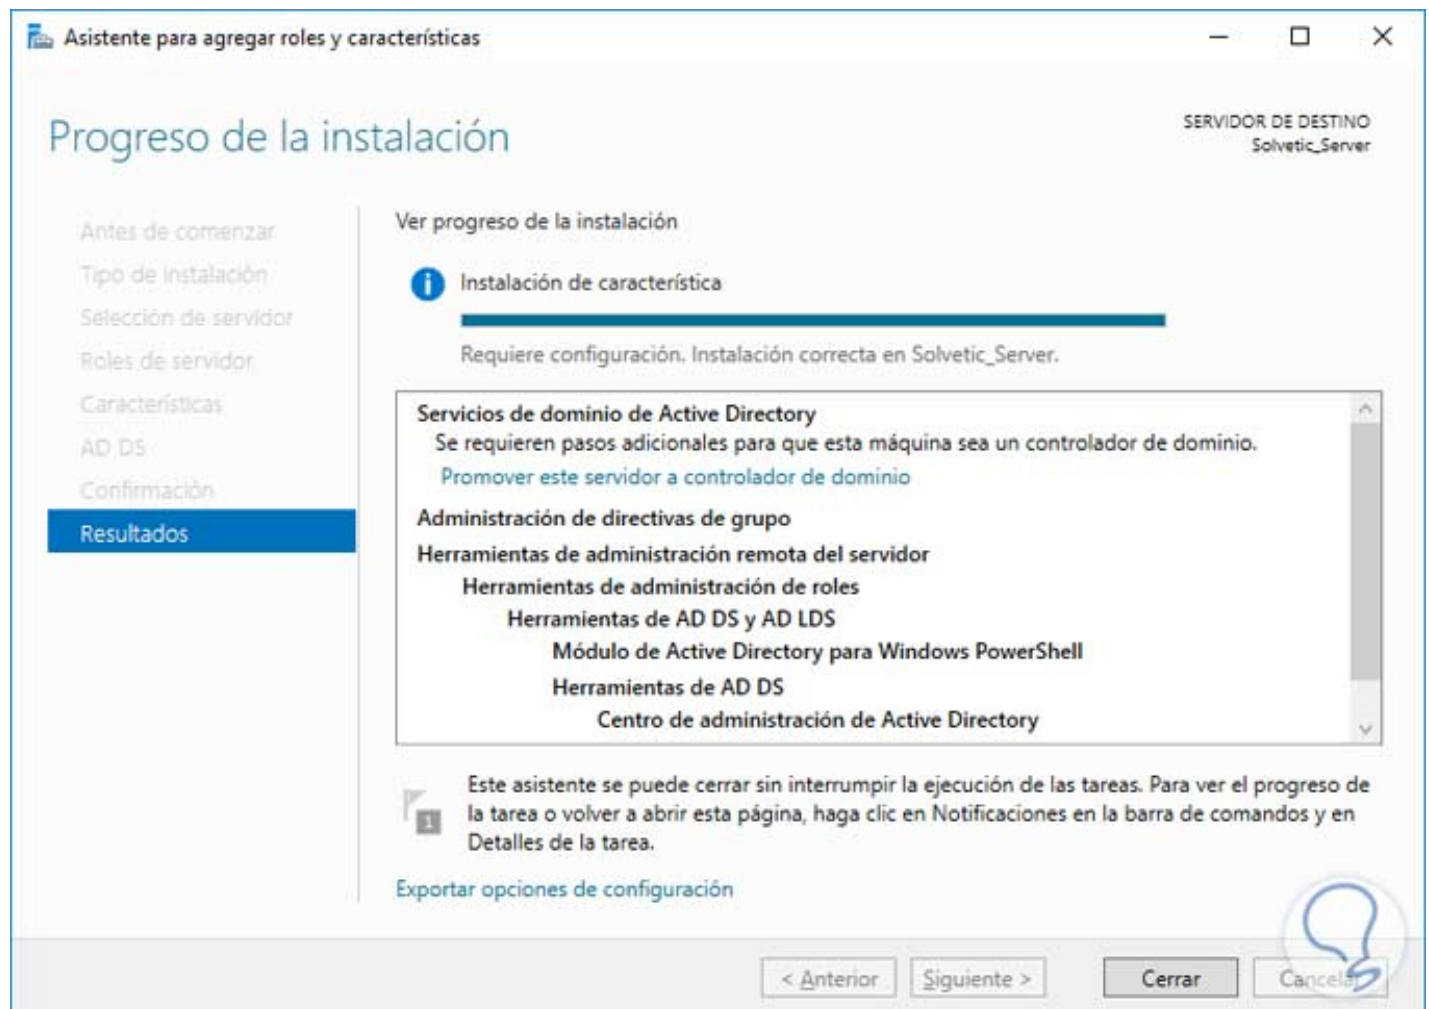 Asistente para agregar roles y características
Progreso de la instalación
SERVIDOR DE DESTINO
Solvetic_Server
Antes de comenzar
Tipo de instalación
Selección de servidor
Roles de servidor
Características
AD DS
Confirmación
Resultados
Ver progreso de la instalación
Instalación de característica
Requiere configuración. Instalación correcta en Solvetic_Server.
Servicios de dominio de Active Directory
Se requieren pasos adicionales para que esta máquina sea un controlador de dominio.
Promover este servidor a controlador de dominio
Administración de directivas de grupo
Herramientas de administración remota del servidor
Herramientas de administración de roles
Herramientas de AD DS y AD LDS
Módulo de Active Directory para Windows PowerShell
Herramientas de AD DS
Centro de administración de Active Directory
1
Este asistente se puede cerrar sin interrumpir la ejecución de las tareas. Para ver el progreso de
la tarea o volver a abrir esta página, haga clic en Notificaciones en la barra de comandos y en
Detalles de la tarea.
Exportar opciones de configuración
< Anterior
Siguiente >
Cerrar
Cancelar